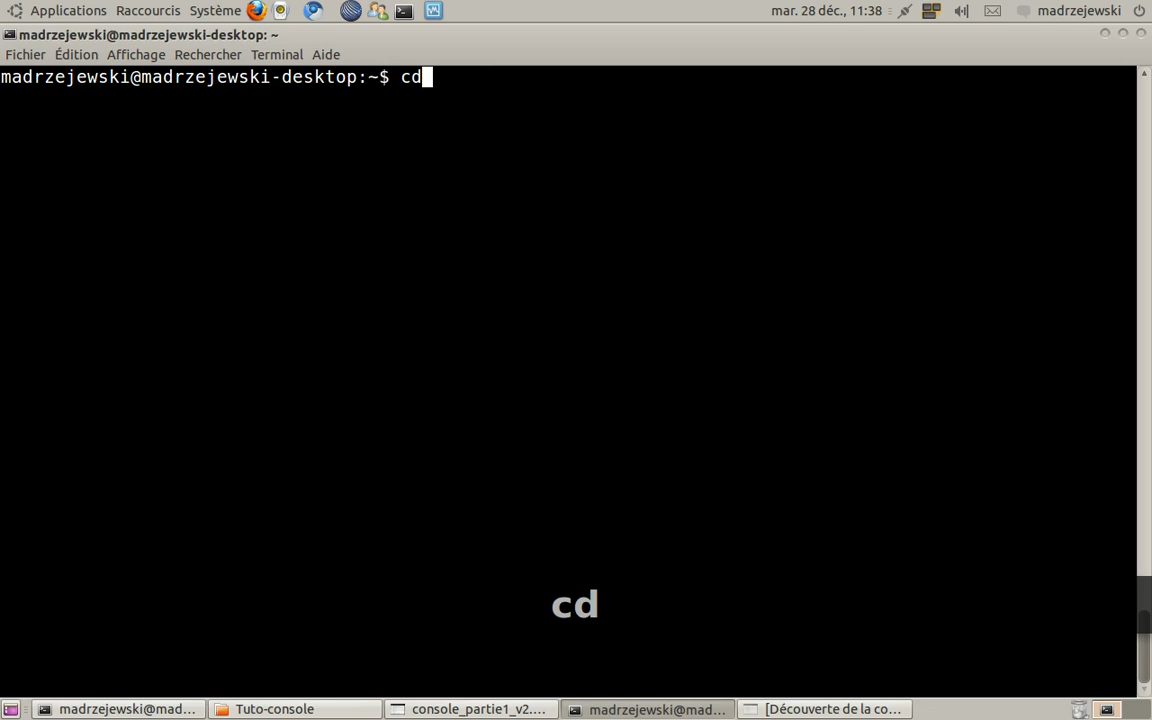 Applications Raccourcis Système mar. 28 déc., 11:38 madrzejewski
madrzejewski@madrzejewski-desktop: ~
Fichier Édition Affichage Rechercher Terminal Aide
madrzejewski@madrzejewski-desktop:~$ cd
cd
madrzejewski@mad... Tuto-console console_partie1_v2.... madrzejewski@mad... [Découverte de la co...